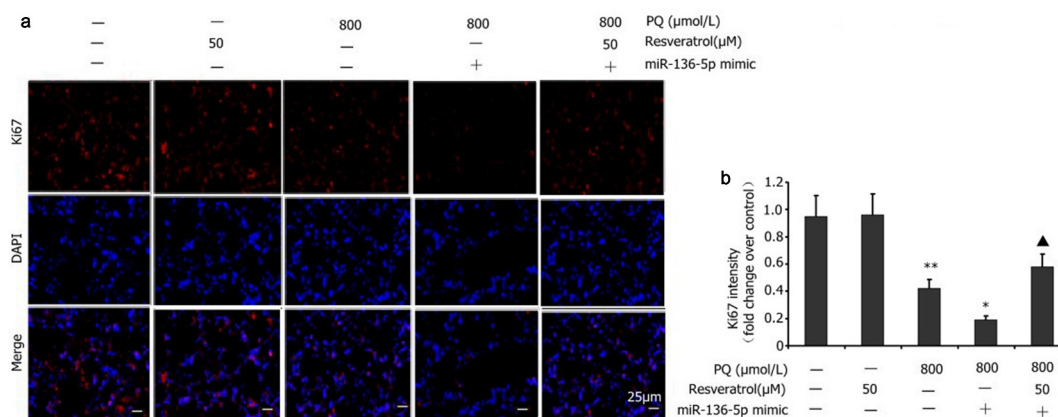 a
— — 800 800 800 PQ (μmol/L)
— 50 — — 50 Resveratrol(μM)
— — — + + miR-136-5p mimic
Ki67
DAPI
Merge
25μm
b
Ki67 intensity
(fold change over control)
1.2
1.0
0.8
0.6
0.4
0.2
0
**
*
▲
PQ (μmol/L) — — 800 800 800
Resveratrol(μM) — 50 — — 50
miR-136-5p mimic — — — + +